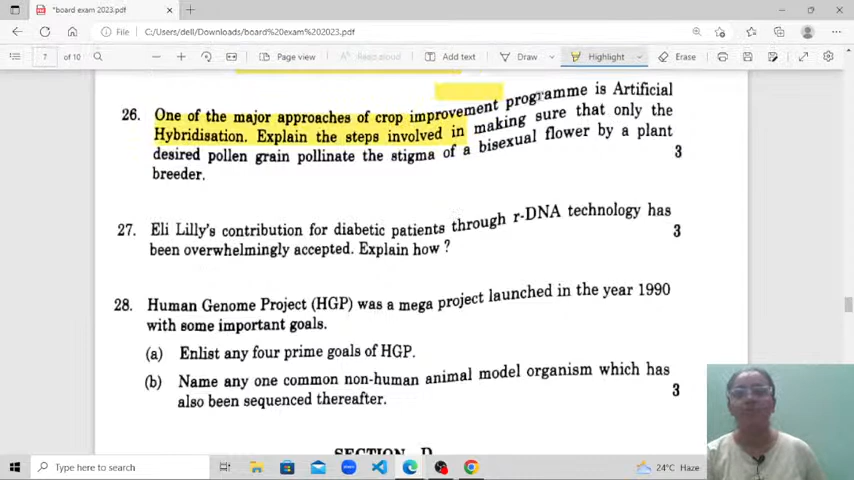 *board exam 2023.pdf
File
C:/Users/dell/Downloads/board%20exam%202023.pdf
7 of 10
Page view
Read aloud
Add text
Draw
Highlight
Erase
26. One of the major approaches of crop improvement programme is Artificial
Hybridisation. Explain the steps involved in making sure that only the
desired pollen grain pollinate the stigma of a bisexual flower by a plant
breeder. 3
27. Eli Lilly's contribution for diabetic patients through r-DNA technology has
been overwhelmingly accepted. Explain how ? 3
28. Human Genome Project (HGP) was a mega project launched in the year 1990
with some important goals.
(a) Enlist any four prime goals of HGP.
(b) Name any one common non-human animal model organism which has
also been sequenced thereafter. 3
SECTION D
Type here to search
24°C Haze